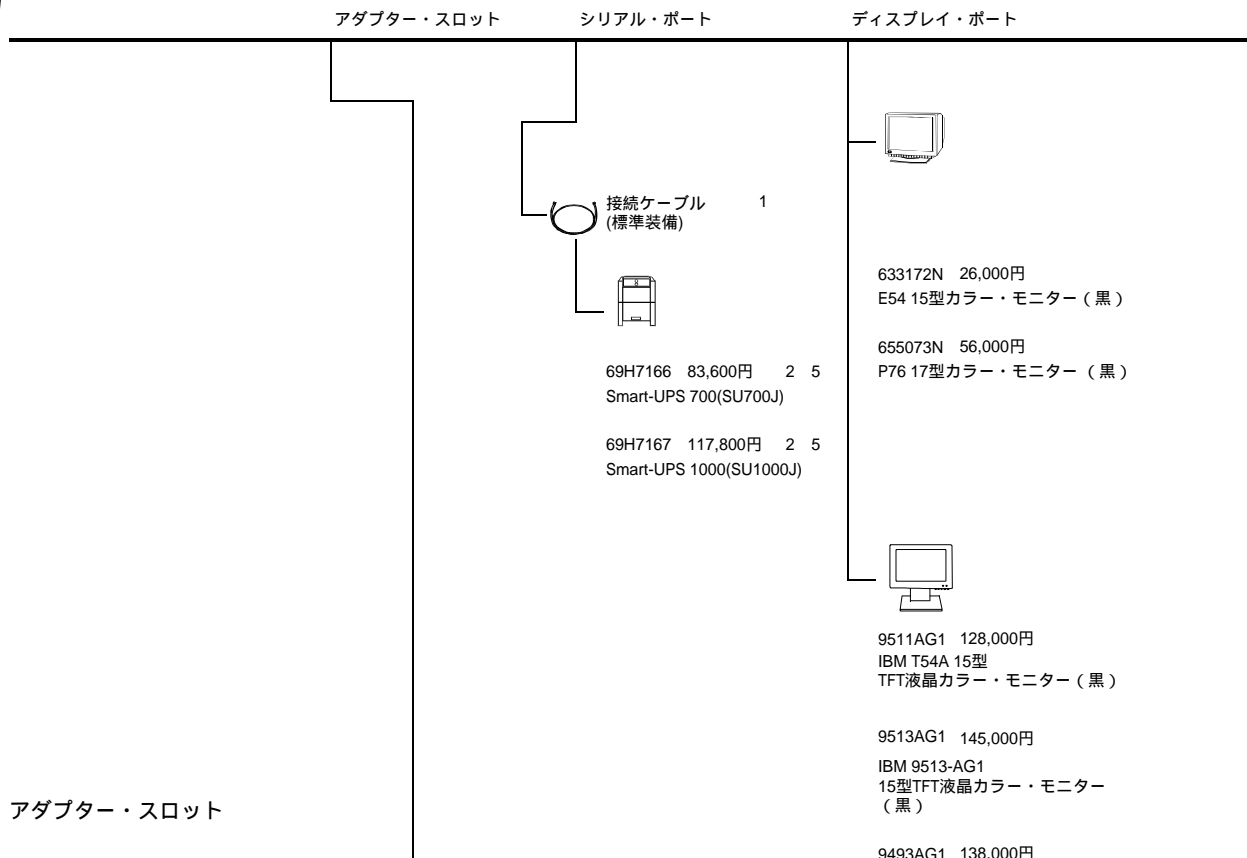 アダプター・スロット
シリアル・ポート
ディスプレイ・ポート
接続ケーブル 1
(標準装備)
69H7166 83,600円 2 5
Smart-UPS 700(SU700J)
69H7167 117,800円 2 5
Smart-UPS 1000(SU1000J)
633172N 26,000円
E54 15型カラー・モニター(黒)
655073N 56,000円
P76 17型カラー・モニター(黒)
9511AG1 128,000円
IBM T54A 15型
TFT液晶カラー・モニター(黒)
9513AG1 145,000円
IBM 9513-AG1
15型TFT液晶カラー・モニター
(黒)
9493AG1 138,000円
アダプター・スロット